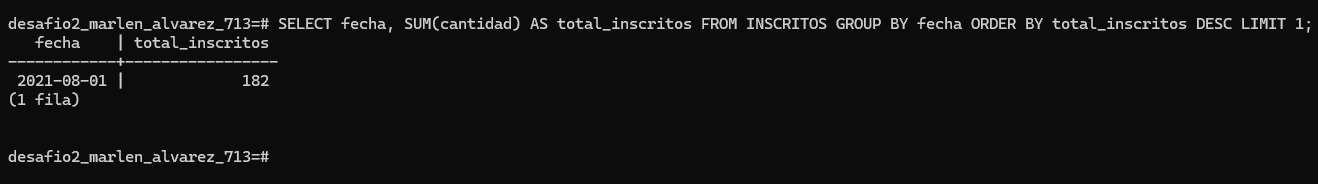 desafio2_marlen_alvarez_713=# SELECT fecha, SUM(cantidad) AS total_inscritos FROM INSCRITOS GROUP BY fecha ORDER BY total_inscritos DESC LIMIT 1;
   fecha    | total_inscritos
------------+-----------------
 2021-08-01 |             182
(1 fila)
desafio2_marlen_alvarez_713=#